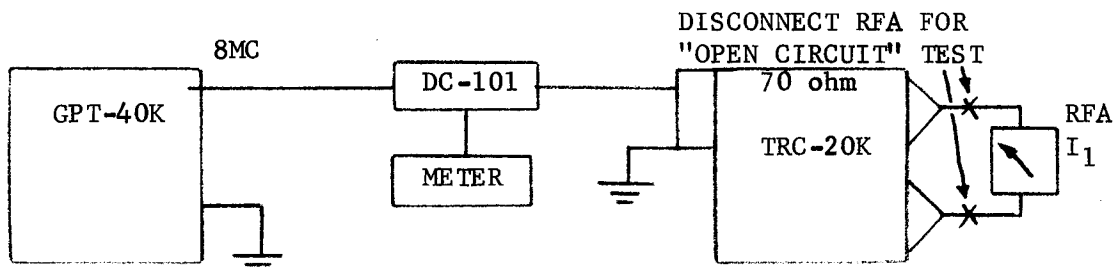 DISCONNECT RFA FOR
"OPEN CIRCUIT" TEST
8MC
70 ohm
DC-101
GPT-40K
RFA
I1
TRC-20K
METER